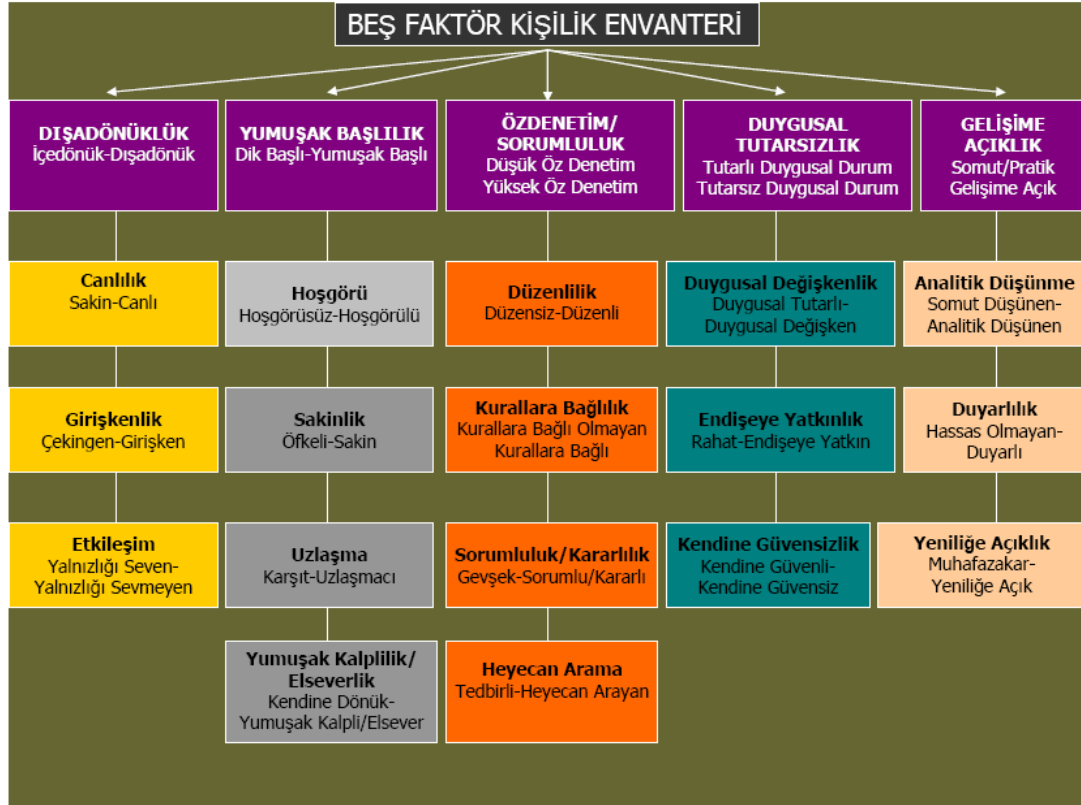 BEŞ FAKTÖR KİŞİLİK ENVANTERİ
DIŞADÖNÜKLÜK
İçedönük-Dışadönük
YUMUŞAK BAŞLILIK
Dik Başlı-Yumuşak Başlı
ÖZDENETİM/
SORUMLULUK
Düşük Öz Denetim
Yüksek Öz Denetim
DUYGUSAL
TUTARSIZLIK
Tutarlı Duygusal Durum
Tutarsız Duygusal Durum
GELİŞİME
AÇIKLIK
Somut/Pratik
Gelişime Açık
Canlılık
Sakin-Canlı
Hoşgörü
Hoşgörüsüz-Hoşgörülü
Düzenlilik
Düzensiz-Düzenli
Duygusal Değişkenlik
Duygusal Tutarlı-
Duygusal Değişken
Analitik Düşünme
Somut Düşünen-
Analitik Düşünen
Girişkenlik
Çekingen-Girişken
Sakinlik
Öfkeli-Sakin
Kurallara Bağlılık
Kurallara Bağlı Olmayan
Kurallara Bağlı
Endişeye Yatkınlık
Rahat-Endişeye Yatkın
Duyarlılık
Hassas Olmayan-
Duyarlı
Etkileşim
Yalnızlığı Seven-
Yalnızlığı Sevmeyen
Uzlaşma
Karşıt-Uzlaşmacı
Sorumluluk/Kararlılık
Gevşek-Sorumlu/Kararlı
Kendine Güvensizlik
Kendine Güvenli-
Kendine Güvensiz
Yeniliğe Açıklık
Muhafazakar-
Yeniliğe Açık
Yumuşak Kalplilik/
Elseverlik
Kendine Dönük-
Yumuşak Kalpli/Elsever
Heyecan Arama
Tedbirli-Heyecan Arayan